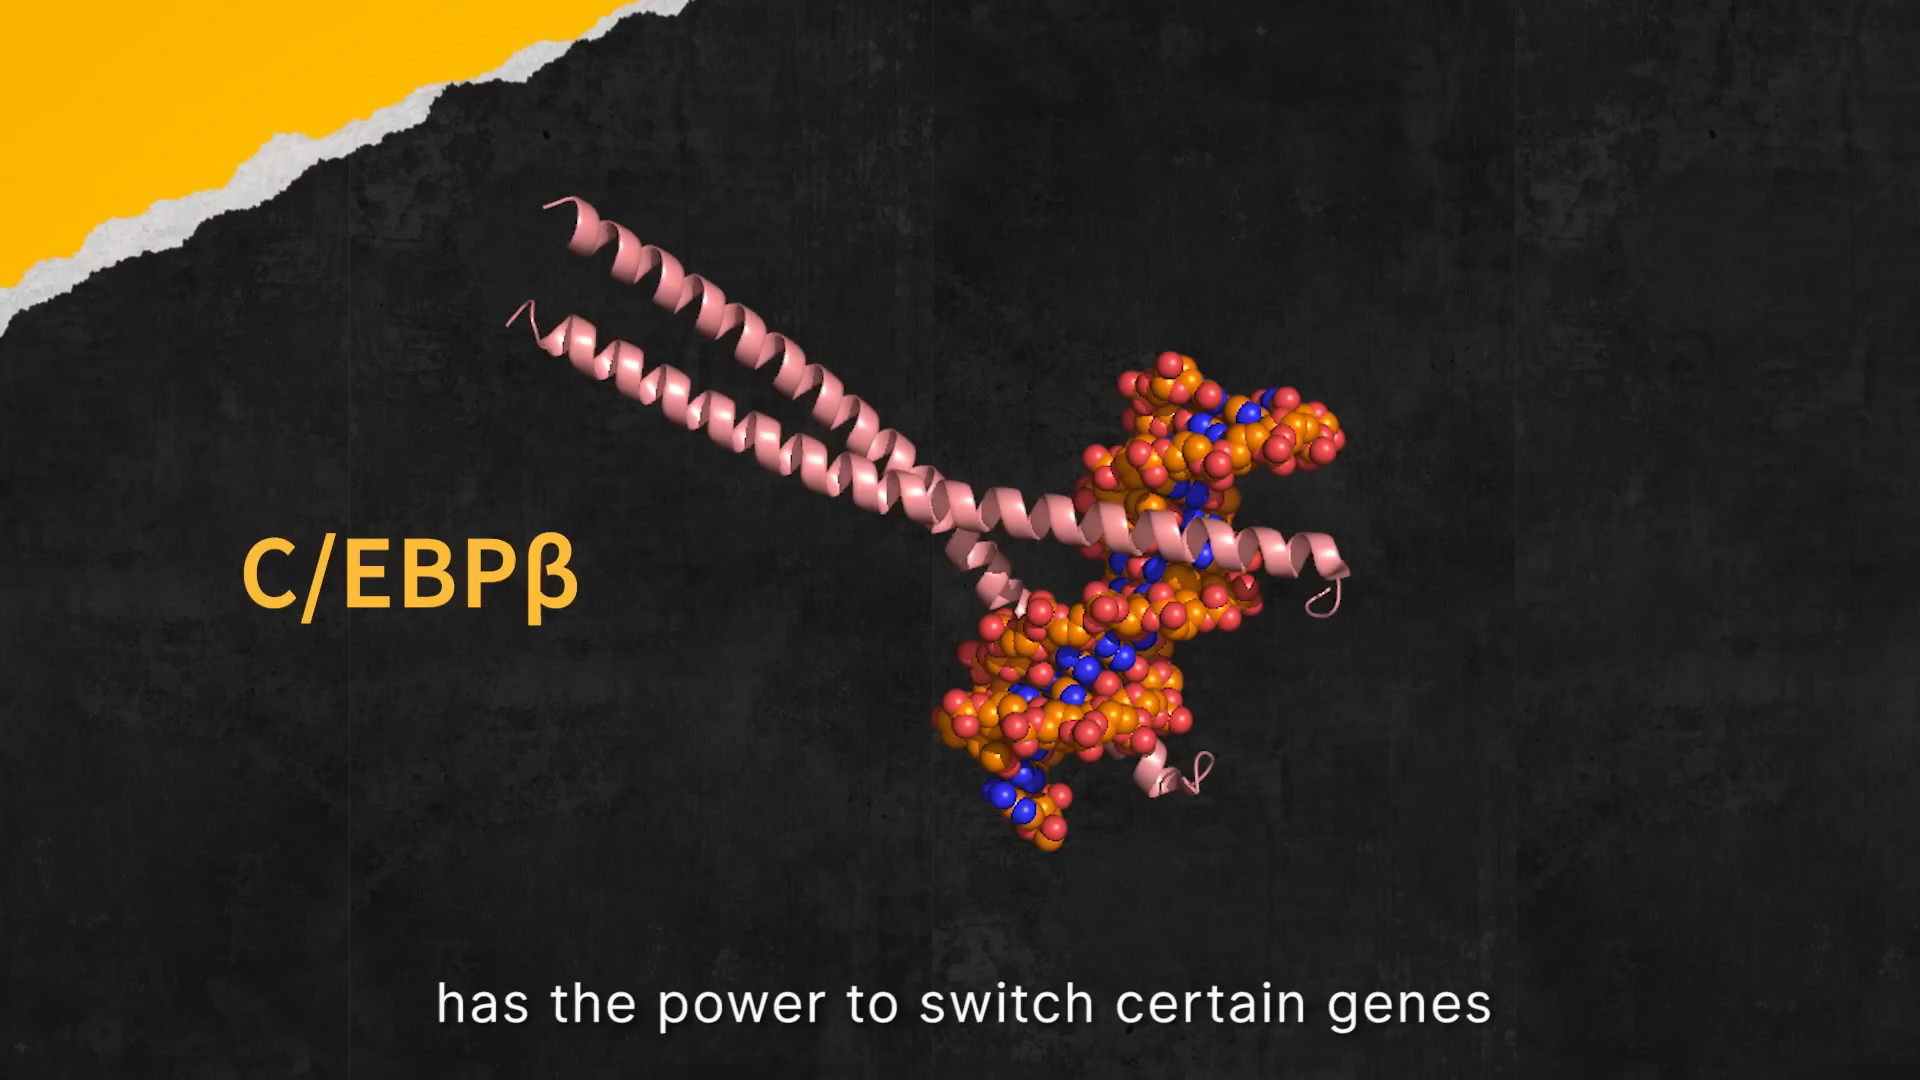 C/EBPβ
has the power to switch certain genes